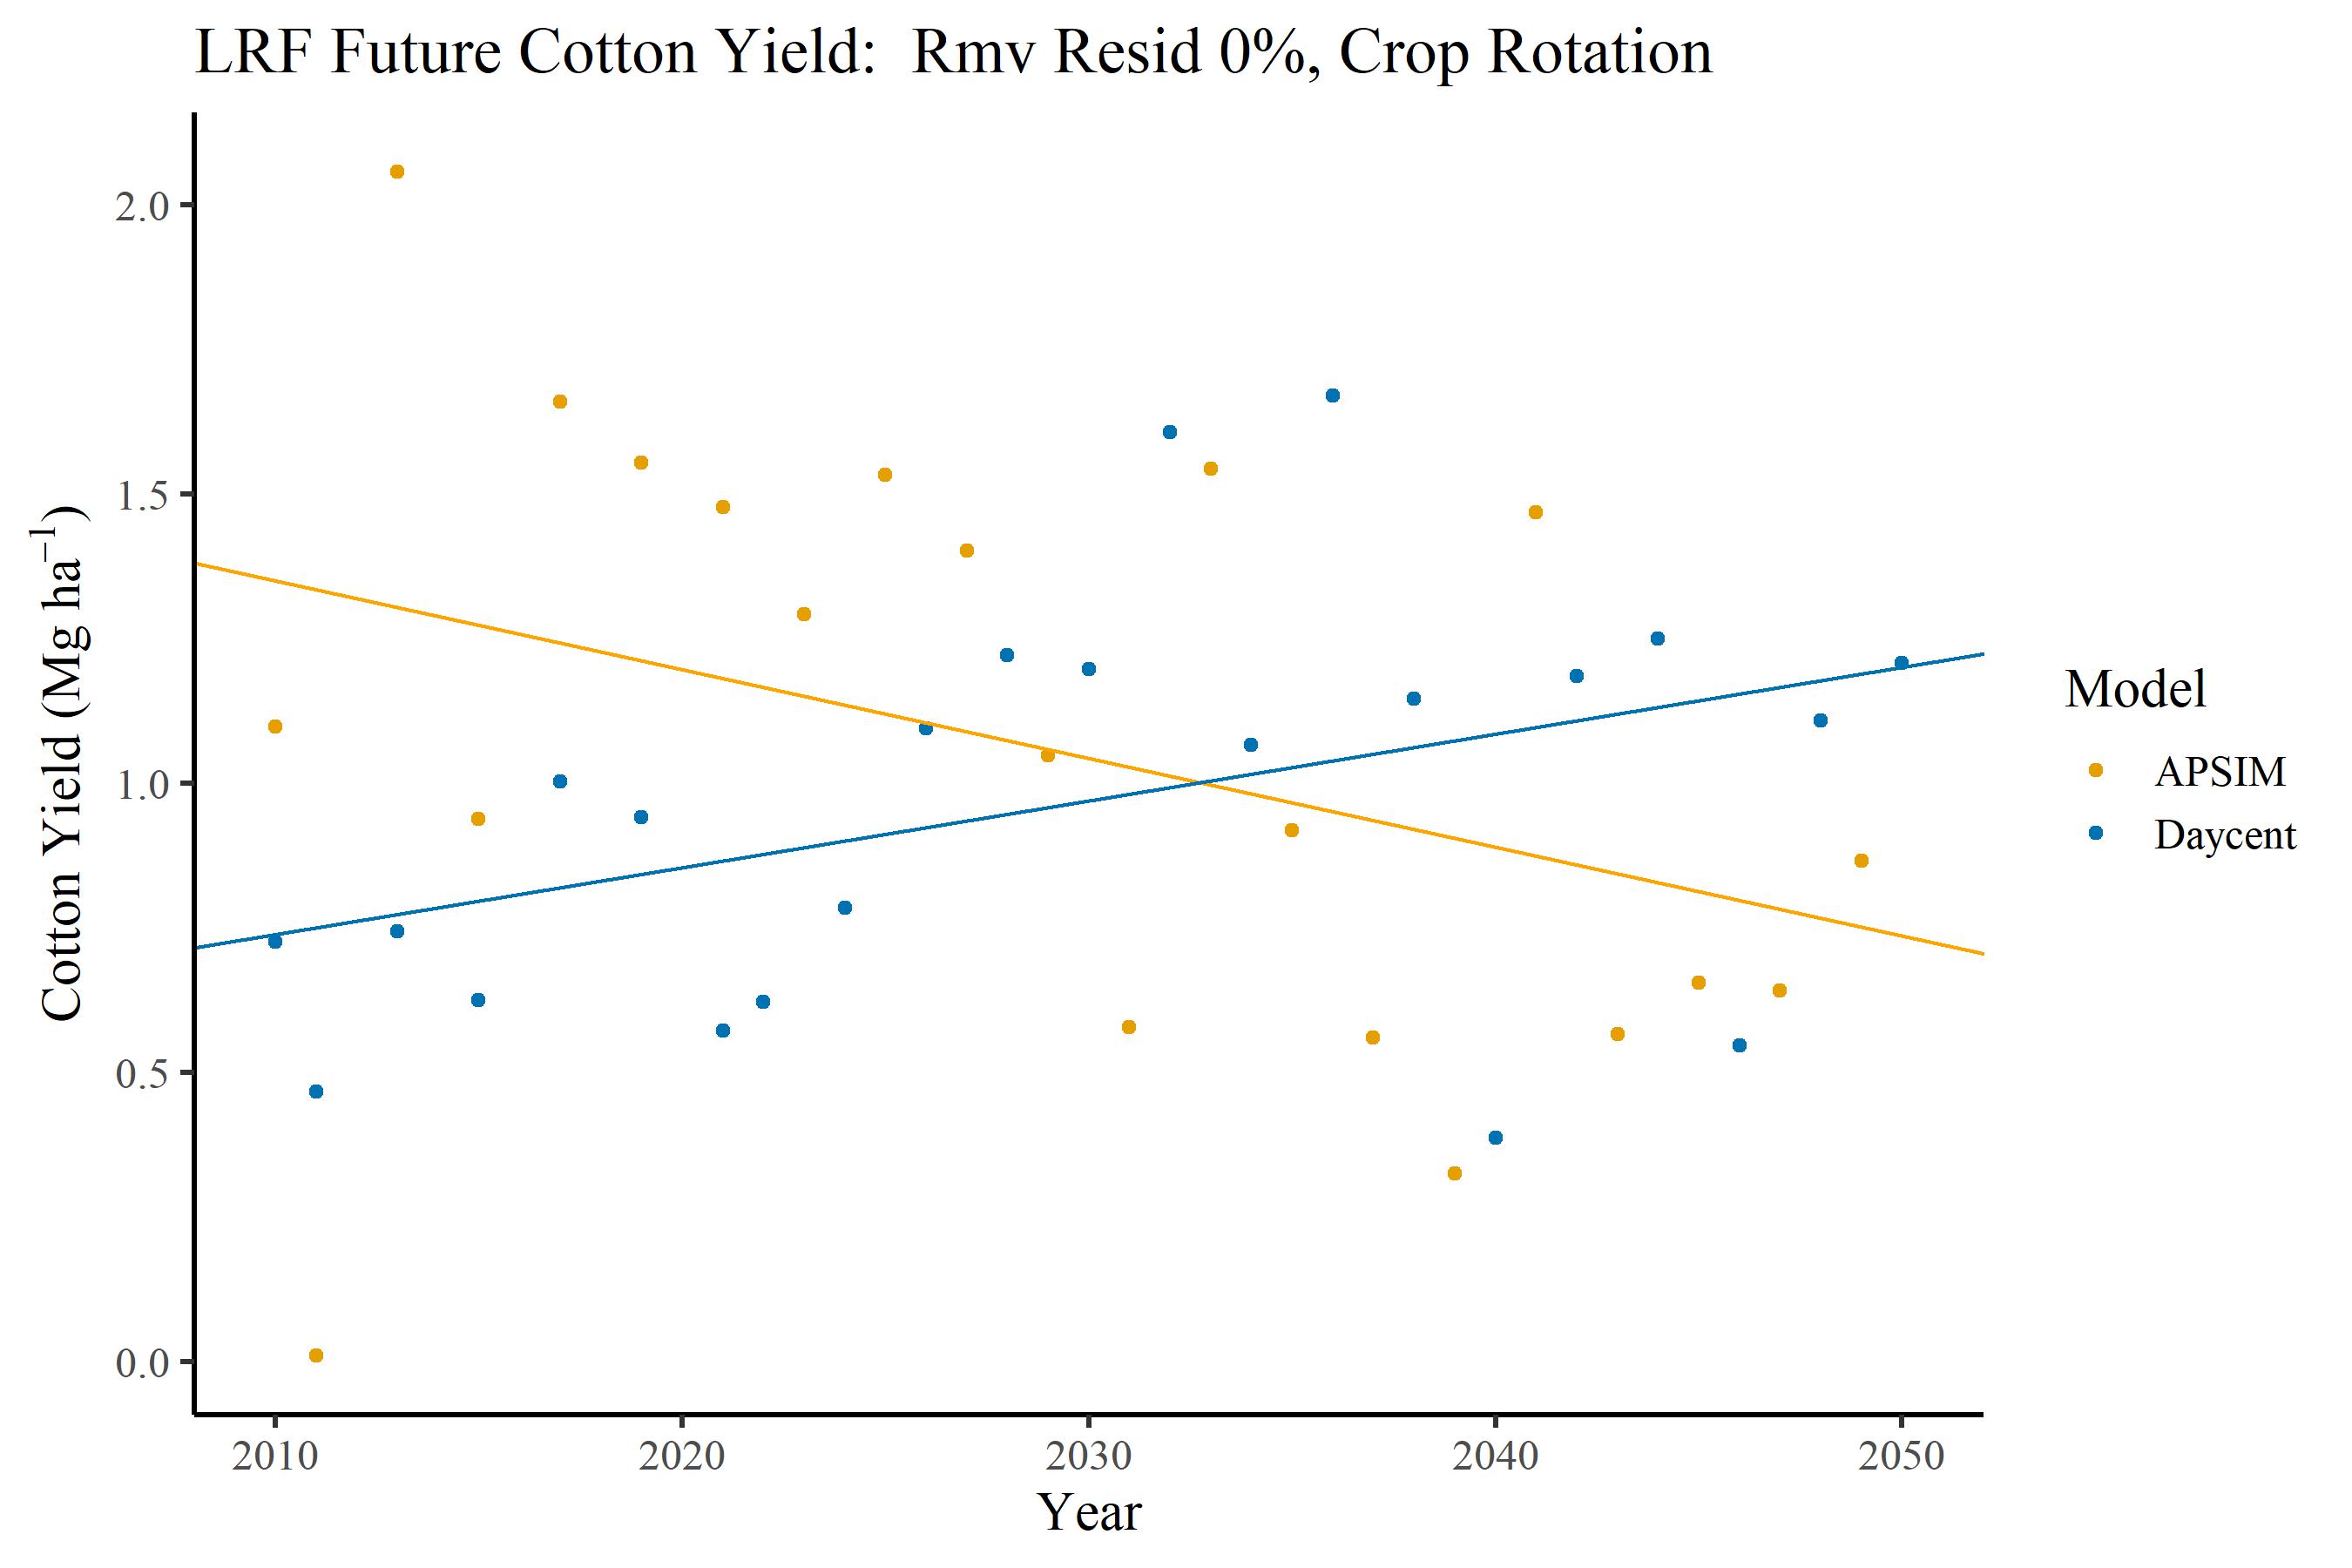 LRF Future Cotton Yield:  Rmv Resid 0%, Crop Rotation
Cotton Yield (Mg ha⁻¹)
2.0
1.5
1.0
0.5
0.0
2010 2020 2030 2040 2050
Year
Model
APSIM
Daycent